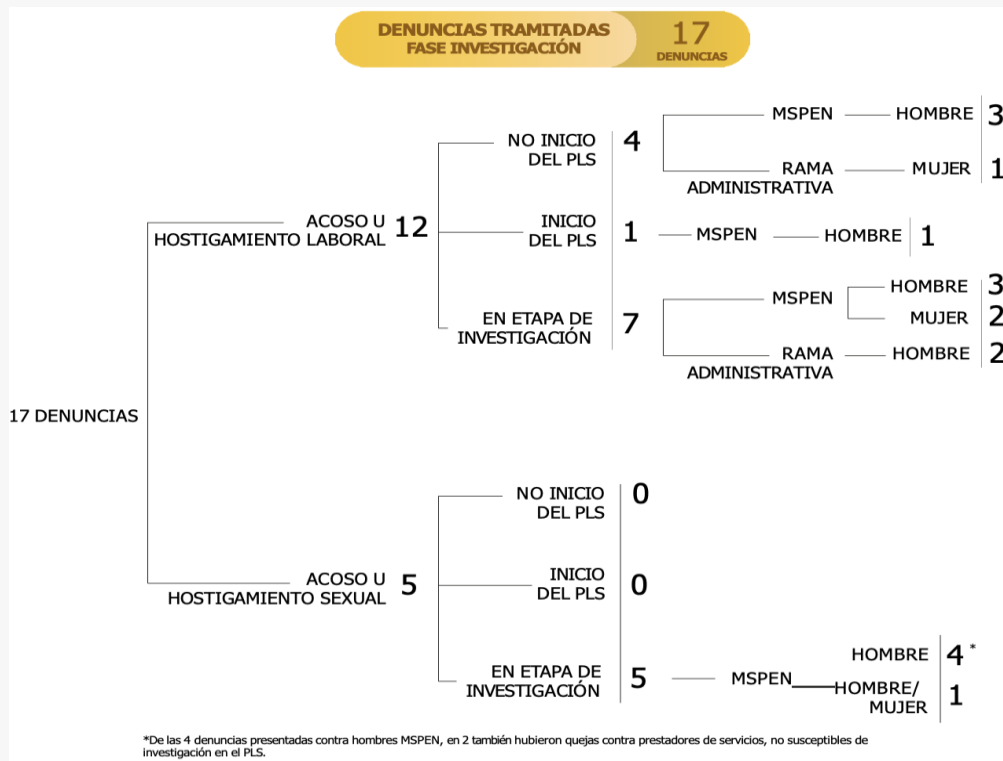 DENUNCIAS TRAMITADAS
FASE INVESTIGACIÓN
17
DENUNCIAS
17 DENUNCIAS
ACOSO U
HOSTIGAMIENTO LABORAL
12
NO INICIO
DEL PLS
4
MSPEN
HOMBRE
3
RAMA
ADMINISTRATIVA
MUJER
1
INICIO
DEL PLS
1
MSPEN
HOMBRE
1
EN ETAPA DE
INVESTIGACIÓN
7
MSPEN
HOMBRE
3
MUJER
2
RAMA
ADMINISTRATIVA
HOMBRE
2
ACOSO U
HOSTIGAMIENTO SEXUAL
5
NO INICIO
DEL PLS
0
INICIO
DEL PLS
0
EN ETAPA DE
INVESTIGACIÓN
5
MSPEN
HOMBRE
4*
HOMBRE/
MUJER
1
*De las 4 denuncias presentadas contra hombres MSPEN, en 2 también hubieron quejas contra prestadores de servicios, no susceptibles de
investigación en el PLS.